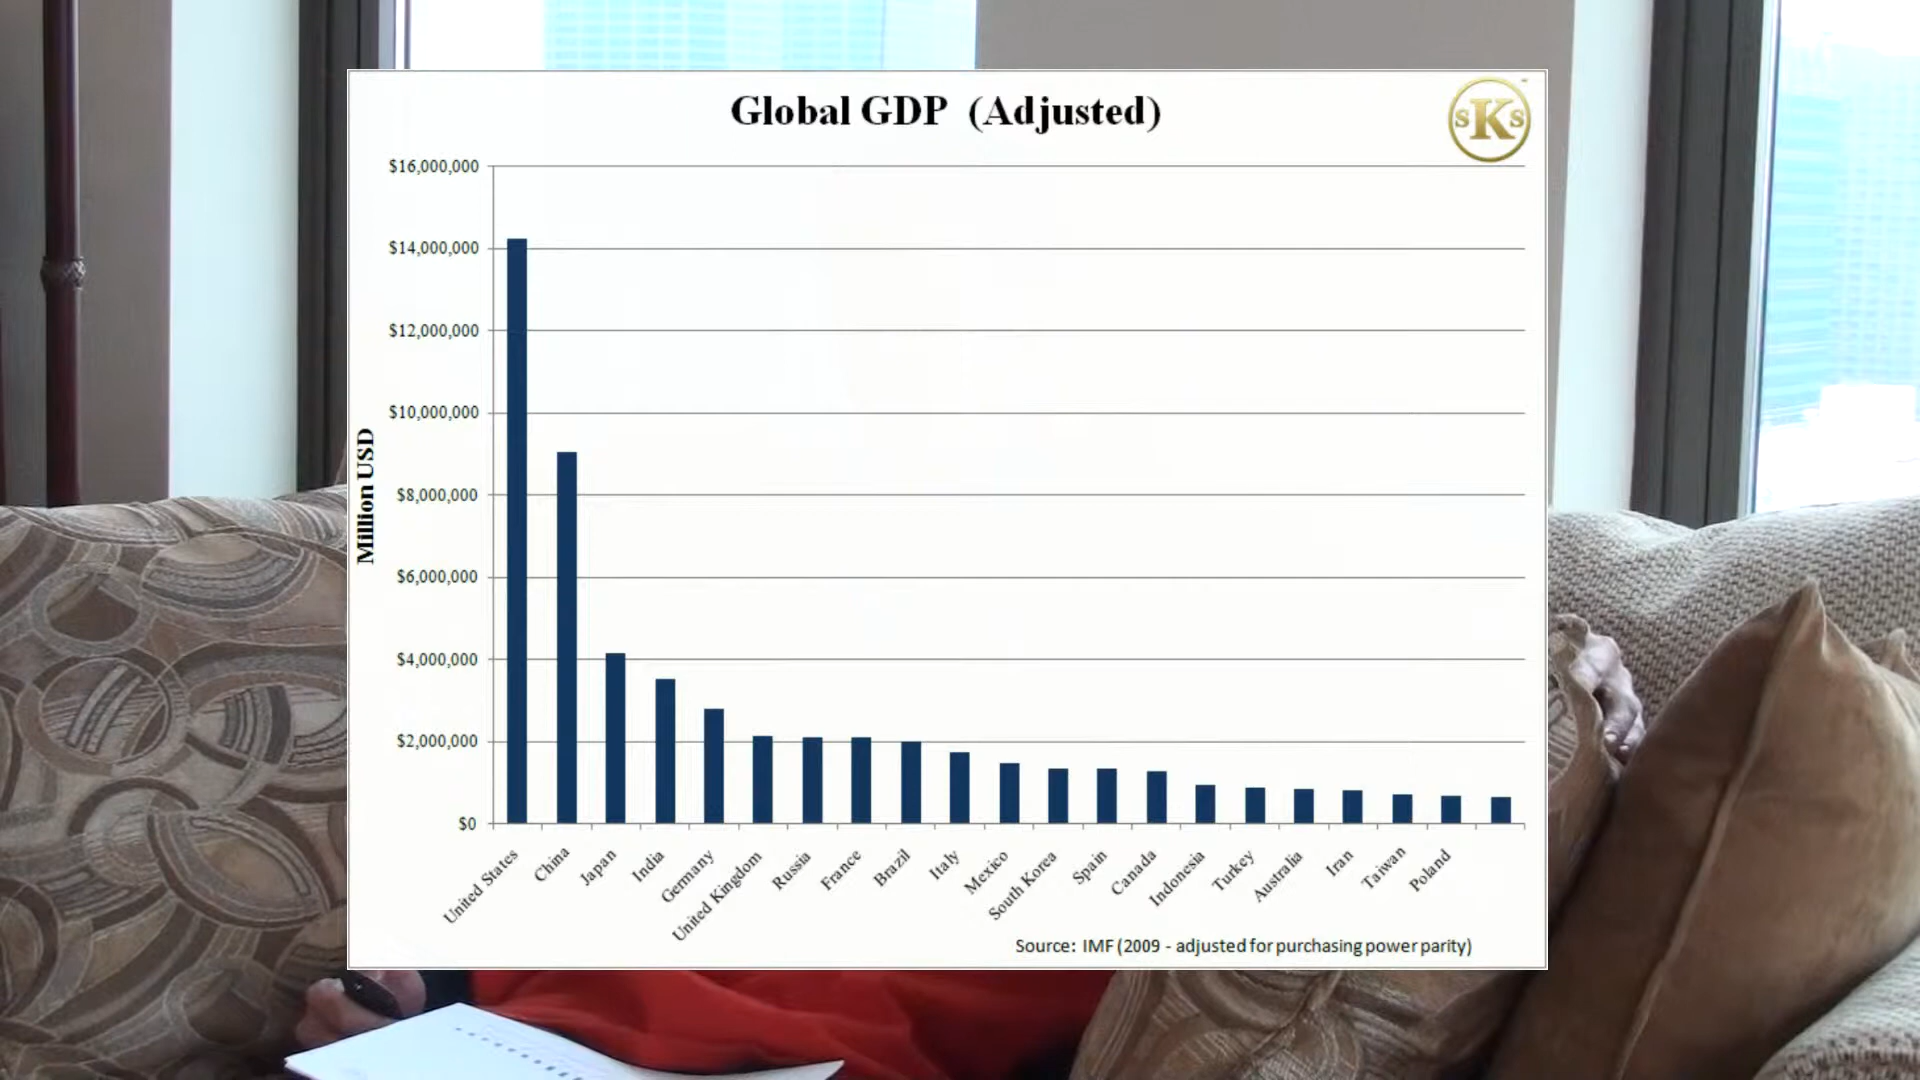 Global GDP (Adjusted)
sKs
$16,000,000
$14,000,000
$12,000,000
$10,000,000
$8,000,000
$6,000,000
$4,000,000
$2,000,000
$0
Million USD
United States
China
Japan
India
Germany
United Kingdom
Russia
France
Brazil
Italy
Mexico
South Korea
Spain
Canada
Indonesia
Turkey
Australia
Iran
Taiwan
Poland
Source: IMF (2009 - adjusted for purchasing power parity)